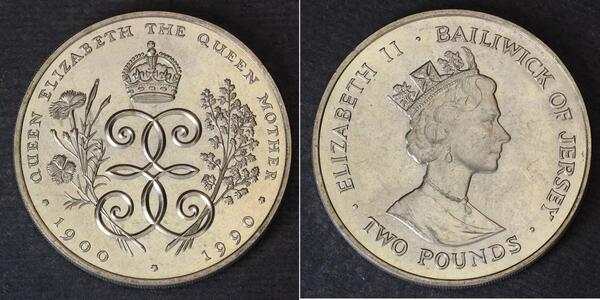 QUEEN ELIZABETH THE QUEEN MOTHER
1900 1990
ELIZABETH II · BAILIWICK OF JERSEY
· TWO POUNDS ·